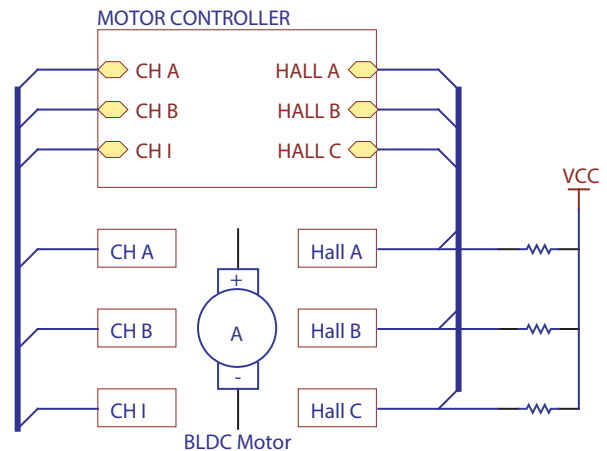 MOTOR CONTROLLER
CH A HALL A
CH B HALL B
CH I HALL C
VCC
CH A Hall A
+
CH B A Hall B
-
CH I Hall C
BLDC Motor